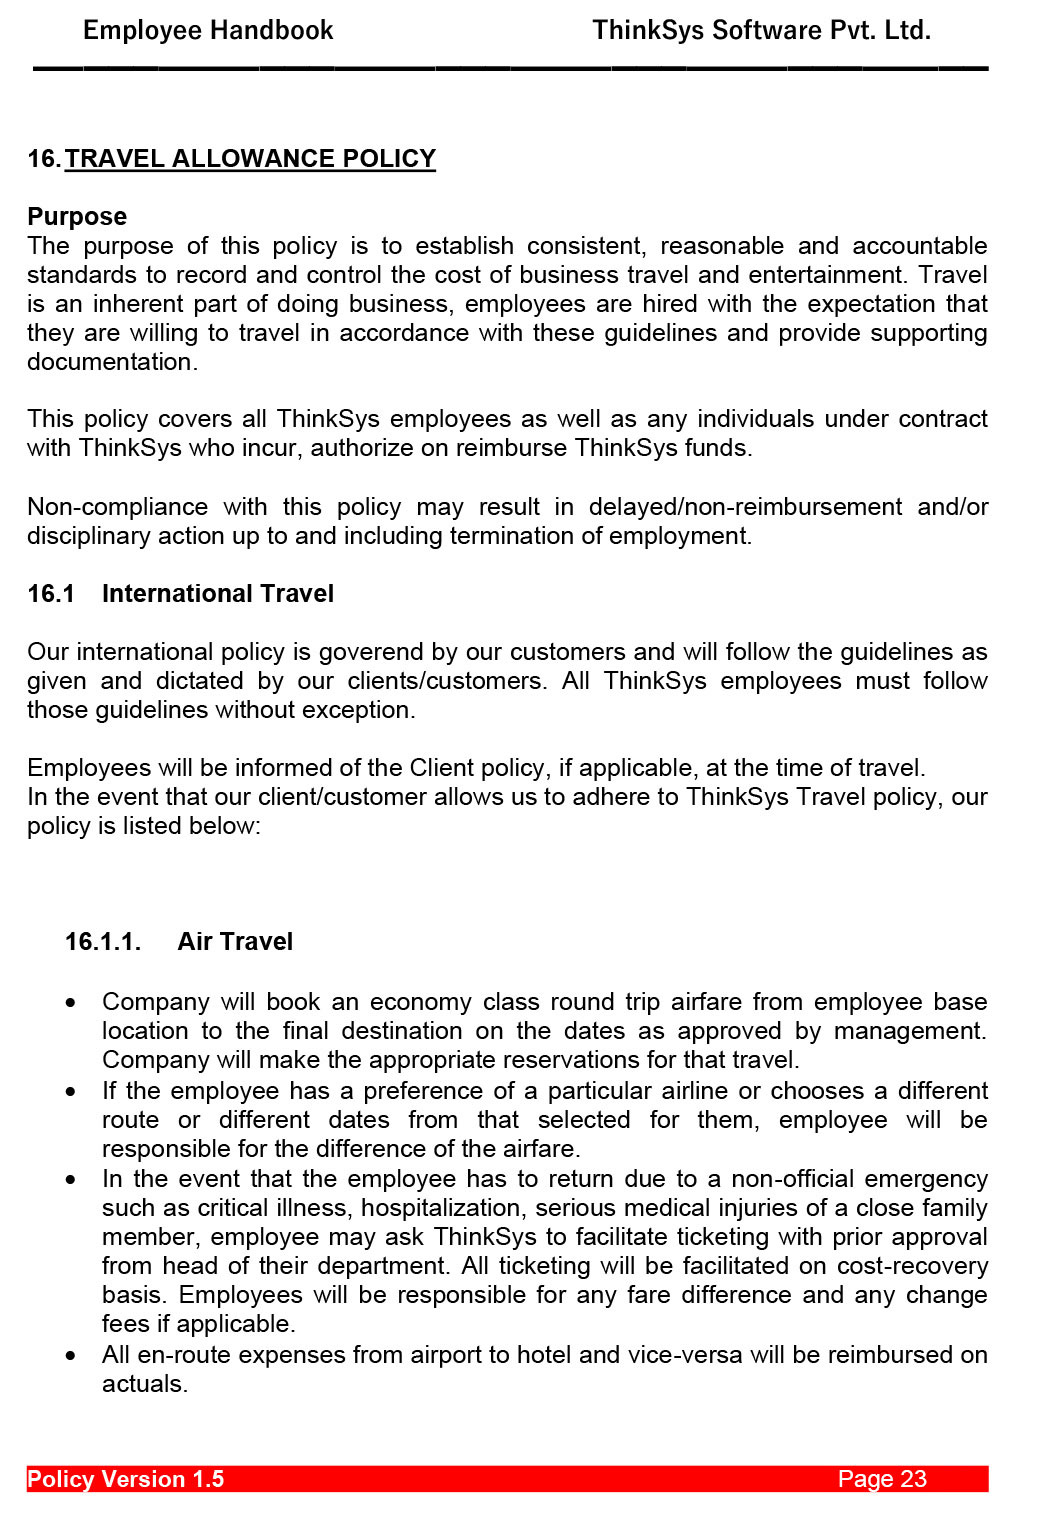 Employee Handbook ThinkSys Software Pvt. Ltd.
16. TRAVEL ALLOWANCE POLICY
Purpose
The purpose of this policy is to establish consistent, reasonable and accountable
standards to record and control the cost of business travel and entertainment. Travel
is an inherent part of doing business, employees are hired with the expectation that
they are willing to travel in accordance with these guidelines and provide supporting
documentation.
This policy covers all ThinkSys employees as well as any individuals under contract
with ThinkSys who incur, authorize on reimburse ThinkSys funds.
Non-compliance with this policy may result in delayed/non-reimbursement and/or
disciplinary action up to and including termination of employment.
16.1 International Travel
Our international policy is goverend by our customers and will follow the guidelines as
given and dictated by our clients/customers. All ThinkSys employees must follow
those guidelines without exception.
Employees will be informed of the Client policy, if applicable, at the time of travel.
In the event that our client/customer allows us to adhere to ThinkSys Travel policy, our
policy is listed below:
16.1.1. Air Travel
• Company will book an economy class round trip airfare from employee base
location to the final destination on the dates as approved by management.
Company will make the appropriate reservations for that travel.
• If the employee has a preference of a particular airline or chooses a different
route or different dates from that selected for them, employee will be
responsible for the difference of the airfare.
• In the event that the employee has to return due to a non-official emergency
such as critical illness, hospitalization, serious medical injuries of a close family
member, employee may ask ThinkSys to facilitate ticketing with prior approval
from head of their department. All ticketing will be facilitated on cost-recovery
basis. Employees will be responsible for any fare difference and any change
fees if applicable.
• All en-route expenses from airport to hotel and vice-versa will be reimbursed on
actuals.
Policy Version 1.5 Page 23